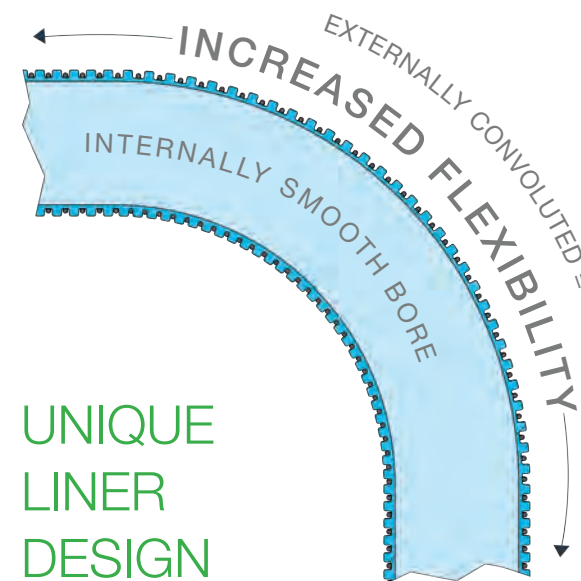 EXTERNALLY CONVOLUTED
INCREASED FLEXIBILITY
INTERNALLY SMOOTH BORE
UNIQUE
LINER
DESIGN